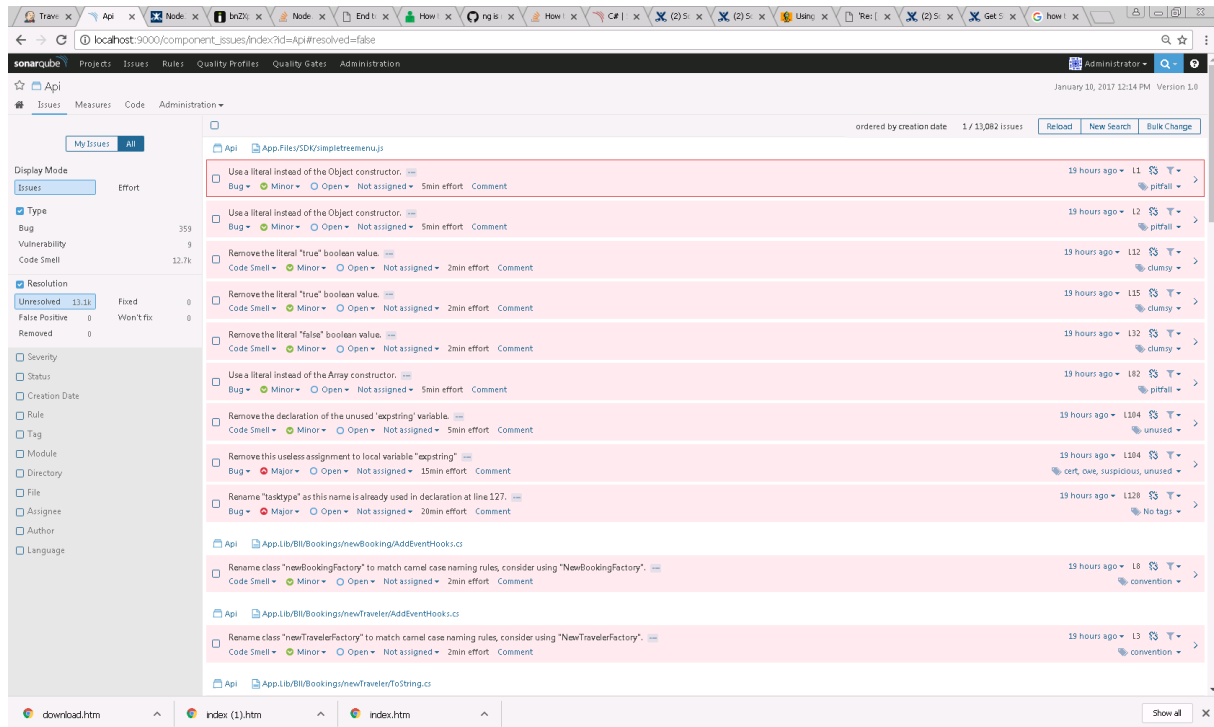 Trave Api Node. bnZXj Node. End t How t ng is How t C# | (2) S (2) S Using 'Re: [ (2) S Get S how t
localhost:9000/component_issues/index?id=Api#resolved=false
sonarqube Projects Issues Rules Quality Profiles Quality Gates Administration Administrator
Api January 10, 2017 12:14 PM Version 1.0
Issues Measures Code Administration
My Issues All
ordered by creation date 1 / 13,082 issues Reload New Search Bulk Change
Display Mode
Issues Effort
Type
Bug 359
Vulnerability 9
Code Smell 12.7k
Resolution
Unresolved 13.1k Fixed 0
False Positive 0 Won't fix 0
Removed 0
Severity
Status
Creation Date
Rule
Tag
Module
Directory
File
Assignee
Author
Language
Api App.Files/SDK/simpletreemenu.js
Use a literal instead of the Object constructor. 19 hours ago L1
Bug Minor Open Not assigned 5min effort Comment pitfall
Use a literal instead of the Object constructor. 19 hours ago L2
Bug Minor Open Not assigned 5min effort Comment pitfall
Remove the literal "true" boolean value. 19 hours ago L12
Code Smell Minor Open Not assigned 2min effort Comment clumsy
Remove the literal "true" boolean value. 19 hours ago L15
Code Smell Minor Open Not assigned 2min effort Comment clumsy
Remove the literal "false" boolean value. 19 hours ago L32
Code Smell Minor Open Not assigned 2min effort Comment clumsy
Use a literal instead of the Array constructor. 19 hours ago L82
Bug Minor Open Not assigned 5min effort Comment pitfall
Remove the declaration of the unused 'expstring' variable. 19 hours ago L104
Code Smell Minor Open Not assigned 5min effort Comment unused
Remove this useless assignment to local variable "expstring" 19 hours ago L104
Bug Major Open Not assigned 15min effort Comment cert, cwe, suspicious, unused
Rename "tasktype" as this name is already used in declaration at line 127. 19 hours ago L128
Bug Major Open Not assigned 20min effort Comment No tags
Api App.Lib/Bll/Bookings/newBooking/AddEventHooks.cs
Rename class "newBookingFactory" to match camel case naming rules, consider using "NewBookingFactory". 19 hours ago L8
Code Smell Minor Open Not assigned 2min effort Comment convention
Api App.Lib/Bll/Bookings/newTraveler/AddEventHooks.cs
Rename class "newTravelerFactory" to match camel case naming rules, consider using "NewTravelerFactory". 19 hours ago L3
Code Smell Minor Open Not assigned 2min effort Comment convention
Api App.Lib/Bll/Bookings/newTraveler/ToString.cs
download.htm index (1).htm index.htm Show all